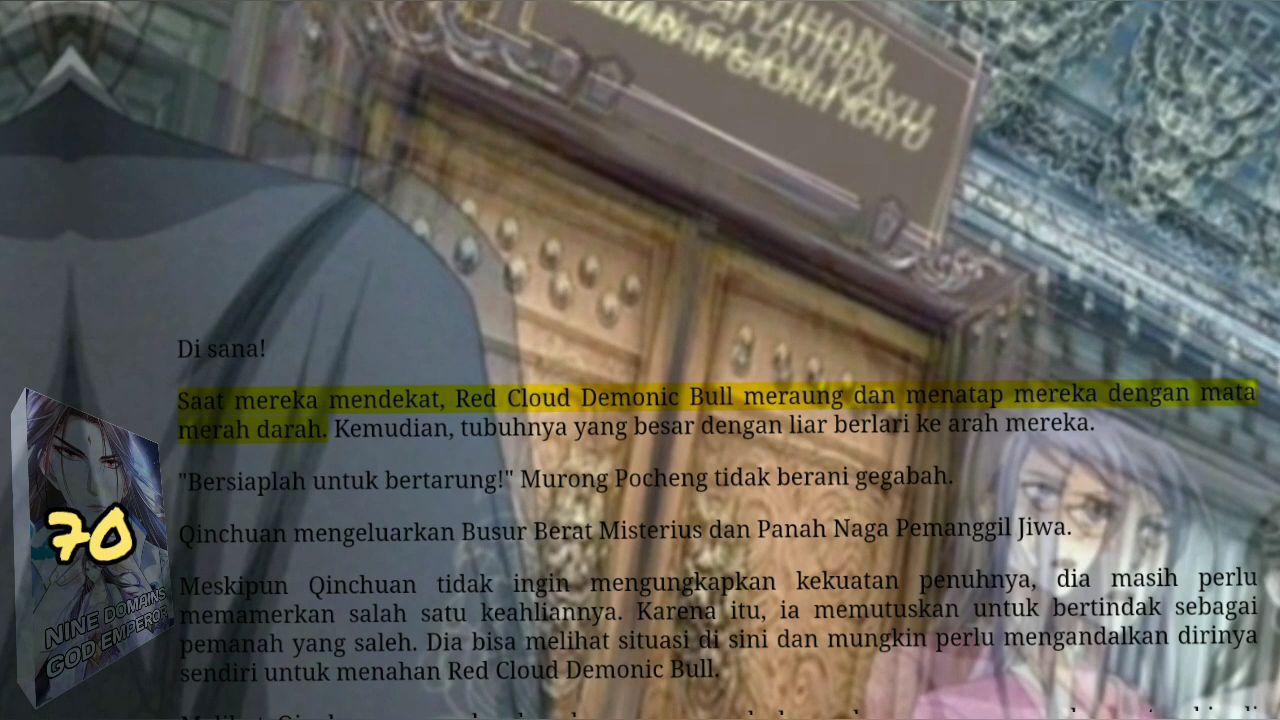 GAJAH KAYU
Di sana!
Saat mereka mendekat, Red Cloud Demonic Bull meraung dan menatap mereka dengan mata
merah darah. Kemudian, tubuhnya yang besar dengan liar berlari ke arah mereka.
"Bersiaplah untuk bertarung!" Murong Pocheng tidak berani gegabah.
Qinchuan mengeluarkan Busur Berat Misterius dan Panah Naga Pemanggil Jiwa.
Meskipun Qinchuan tidak ingin mengungkapkan kekuatan penuhnya, dia masih perlu
memamerkan salah satu keahliannya. Karena itu, ia memutuskan untuk bertindak sebagai
pemanah yang saleh. Dia bisa melihat situasi di sini dan mungkin perlu mengandalkan dirinya
sendiri untuk menahan Red Cloud Demonic Bull.
70
NINE DOMAINS
GOD EMPEROR